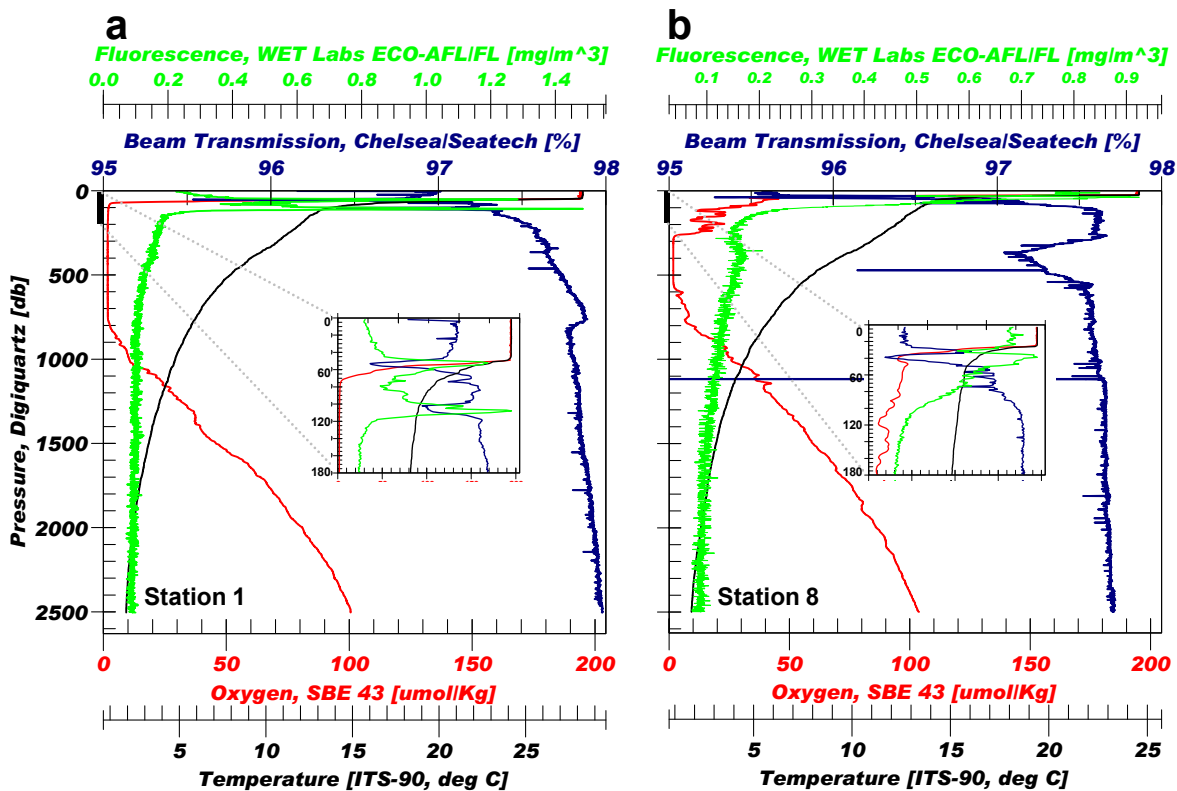 a
b
Fluorescence, WET Labs ECO-AFL/FL [mg/m^3]
Fluorescence, WET Labs ECO-AFL/FL [mg/m^3]
0.0 0.2 0.4 0.6 0.8 1.0 1.2 1.4
0.1 0.2 0.3 0.4 0.5 0.6 0.7 0.8 0.9
Beam Transmission, Chelsea/Seatech [%]
Beam Transmission, Chelsea/Seatech [%]
95 96 97 98
95 96 97 98
Pressure, Digiquartz [db]
0
500
1000
1500
2000
2500
0
60
120
180
0
60
120
180
Station 1
Station 8
0 50 100 150 200
0 50 100 150 200
Oxygen, SBE 43 [umol/Kg]
Oxygen, SBE 43 [umol/Kg]
5 10 15 20 25
5 10 15 20 25
Temperature [ITS-90, deg C]
Temperature [ITS-90, deg C]